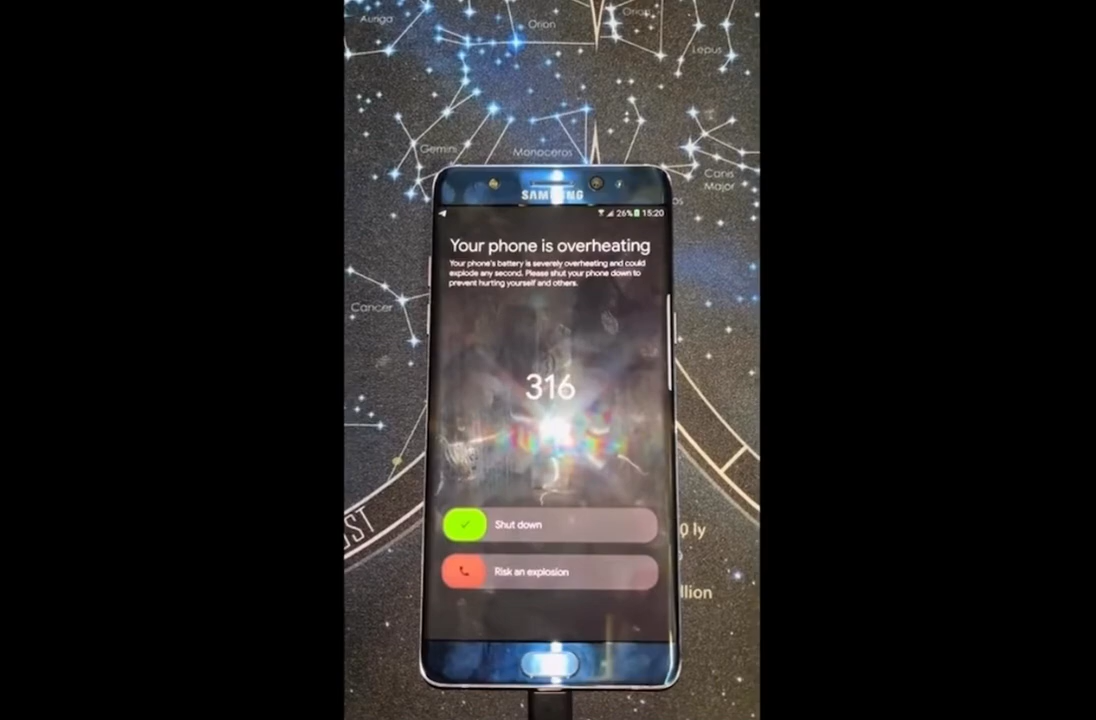 Auriga
Orion
Orion
Lepus
Gemini
Monoceros
Canis
Major
SAMSUNG
26% 15:20
Your phone is overheating
Your phone's battery is severely overheating and could
explode any second. Please shut your phone down to
prevent hurting yourself and others.
Cancer
316
Shut down
0 ly
Risk an explosion
llion